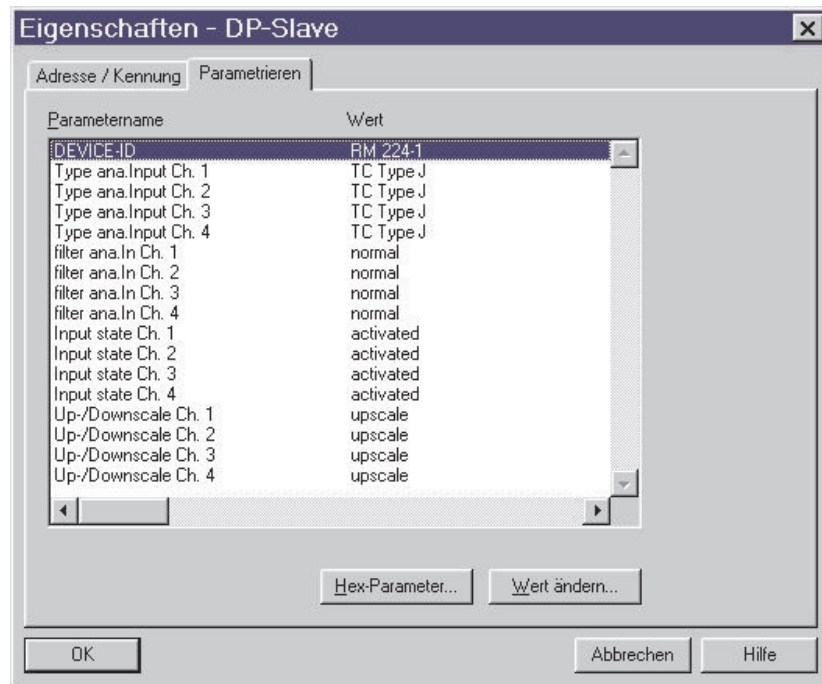 Eigenschaften - DP-Slave
Adresse / Kennung Parametrieren
Parametername Wert
DEVICE-ID RM 224-1
Type ana.Input Ch. 1 TC Type J
Type ana.Input Ch. 2 TC Type J
Type ana.Input Ch. 3 TC Type J
Type ana.Input Ch. 4 TC Type J
filter ana.In Ch. 1 normal
filter ana.In Ch. 2 normal
filter ana.In Ch. 3 normal
filter ana.In Ch. 4 normal
Input state Ch. 1 activated
Input state Ch. 2 activated
Input state Ch. 3 activated
Input state Ch. 4 activated
Up-/Downscale Ch. 1 upscale
Up-/Downscale Ch. 2 upscale
Up-/Downscale Ch. 3 upscale
Up-/Downscale Ch. 4 upscale
Hex-Parameter... Wert ändern...
OK Abbrechen Hilfe